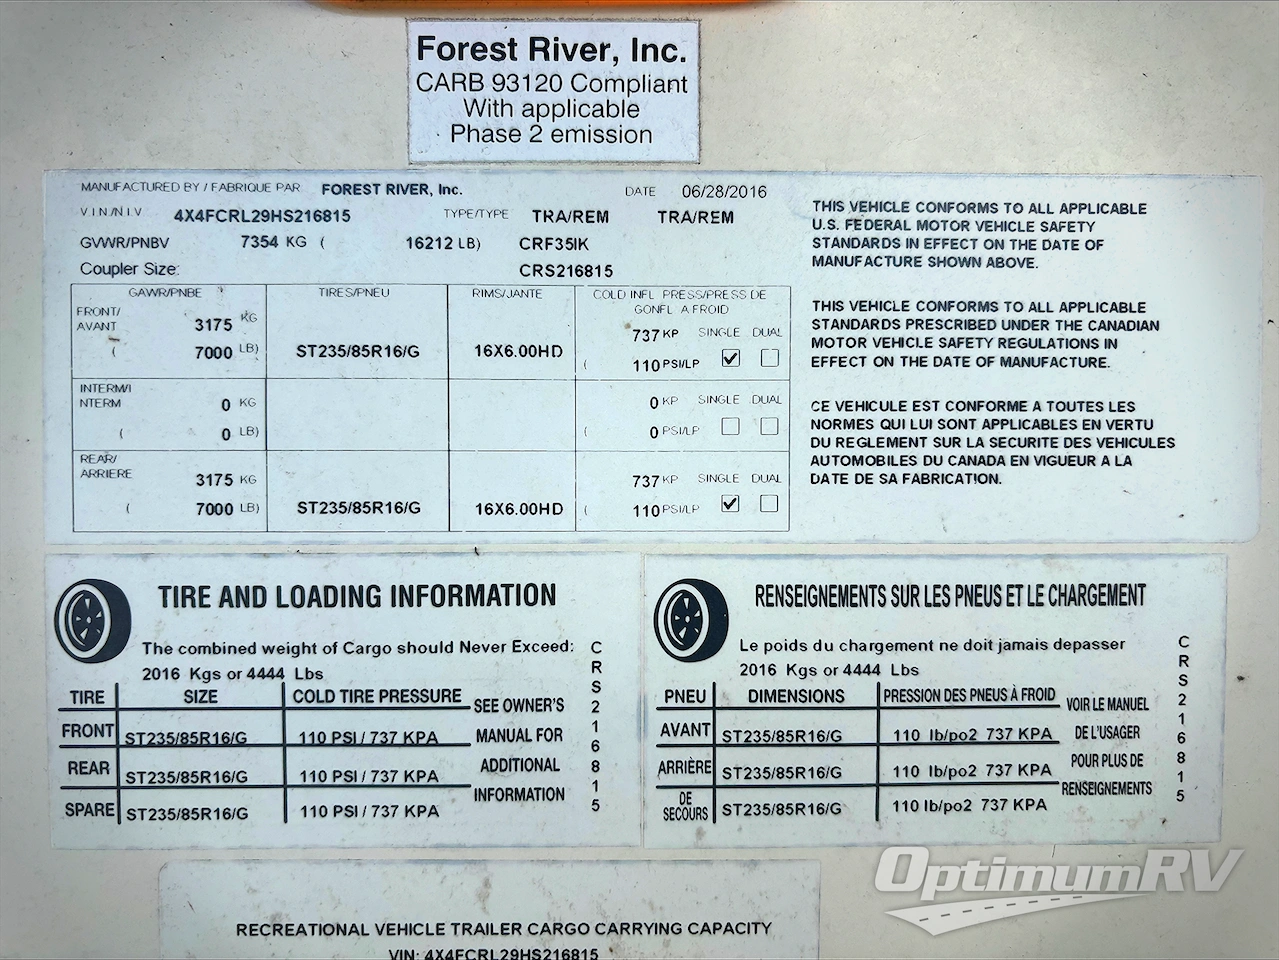 Forest River, Inc.
CARB 93120 Compliant
With applicable
Phase 2 emission
MANUFACTURED BY / FABRIQUE PAR FOREST RIVER, Inc. DATE 06/28/2016
VIN/NIV 4X4FCRL29HS216815 TYPE/TYPE TRA/REM TRA/REM
GVWR/PNBV 7354 KG ( 16212 LB) CRF35IK
Coupler Size: CRS216815
GAWR/PNBE TIRES/PNEU RIMS/JANTE COLD INFL PRESS/PRESS DE
GONFL A FROID
FRONT/
AVANT 3175 KG 737 KP SINGLE DUAL
( 7000 LB) ST235/85R16/G 16X6.00HD ( 110 PSI/LP
INTERM/I
NTERM 0 KG 0 KP SINGLE DUAL
( 0 LB) ( 0 PSI/LP
REAR/
ARRIERE 3175 KG 737 KP SINGLE DUAL
( 7000 LB) ST235/85R16/G 16X6.00HD ( 110 PSI/LP
THIS VEHICLE CONFORMS TO ALL APPLICABLE
U.S. FEDERAL MOTOR VEHICLE SAFETY
STANDARDS IN EFFECT ON THE DATE OF
MANUFACTURE SHOWN ABOVE.
THIS VEHICLE CONFORMS TO ALL APPLICABLE
STANDARDS PRESCRIBED UNDER THE CANADIAN
MOTOR VEHICLE SAFETY REGULATIONS IN
EFFECT ON THE DATE OF MANUFACTURE.
CE VEHICULE EST CONFORME A TOUTES LES
NORMES QUI LUI SONT APPLICABLES EN VERTU
DU REGLEMENT SUR LA SECURITE DES VEHICULES
AUTOMOBILES DU CANADA EN VIGUEUR A LA
DATE DE SA FABRICATION.
TIRE AND LOADING INFORMATION
The combined weight of Cargo should Never Exceed:
2016 Kgs or 4444 Lbs
TIRE SIZE COLD TIRE PRESSURE
FRONT ST235/85R16/G 110 PSI / 737 KPA
REAR ST235/85R16/G 110 PSI / 737 KPA
SPARE ST235/85R16/G 110 PSI / 737 KPA
SEE OWNER'S
MANUAL FOR
ADDITIONAL
INFORMATION
CRS216815
RENSEIGNEMENTS SUR LES PNEUS ET LE CHARGEMENT
Le poids du chargement ne doit jamais depasser
2016 Kgs or 4444 Lbs
PNEU DIMENSIONS PRESSION DES PNEUS À FROID
AVANT ST235/85R16/G 110 lb/po2 737 KPA
ARRIÈRE ST235/85R16/G 110 lb/po2 737 KPA
DE
SECOURS ST235/85R16/G 110 lb/po2 737 KPA
VOIR LE MANUEL
DE L'USAGER
POUR PLUS DE
RENSEIGNEMENTS
CRS216815
OptimumRV
RECREATIONAL VEHICLE TRAILER CARGO CARRYING CAPACITY
VIN: 4X4FCRL29HS216815